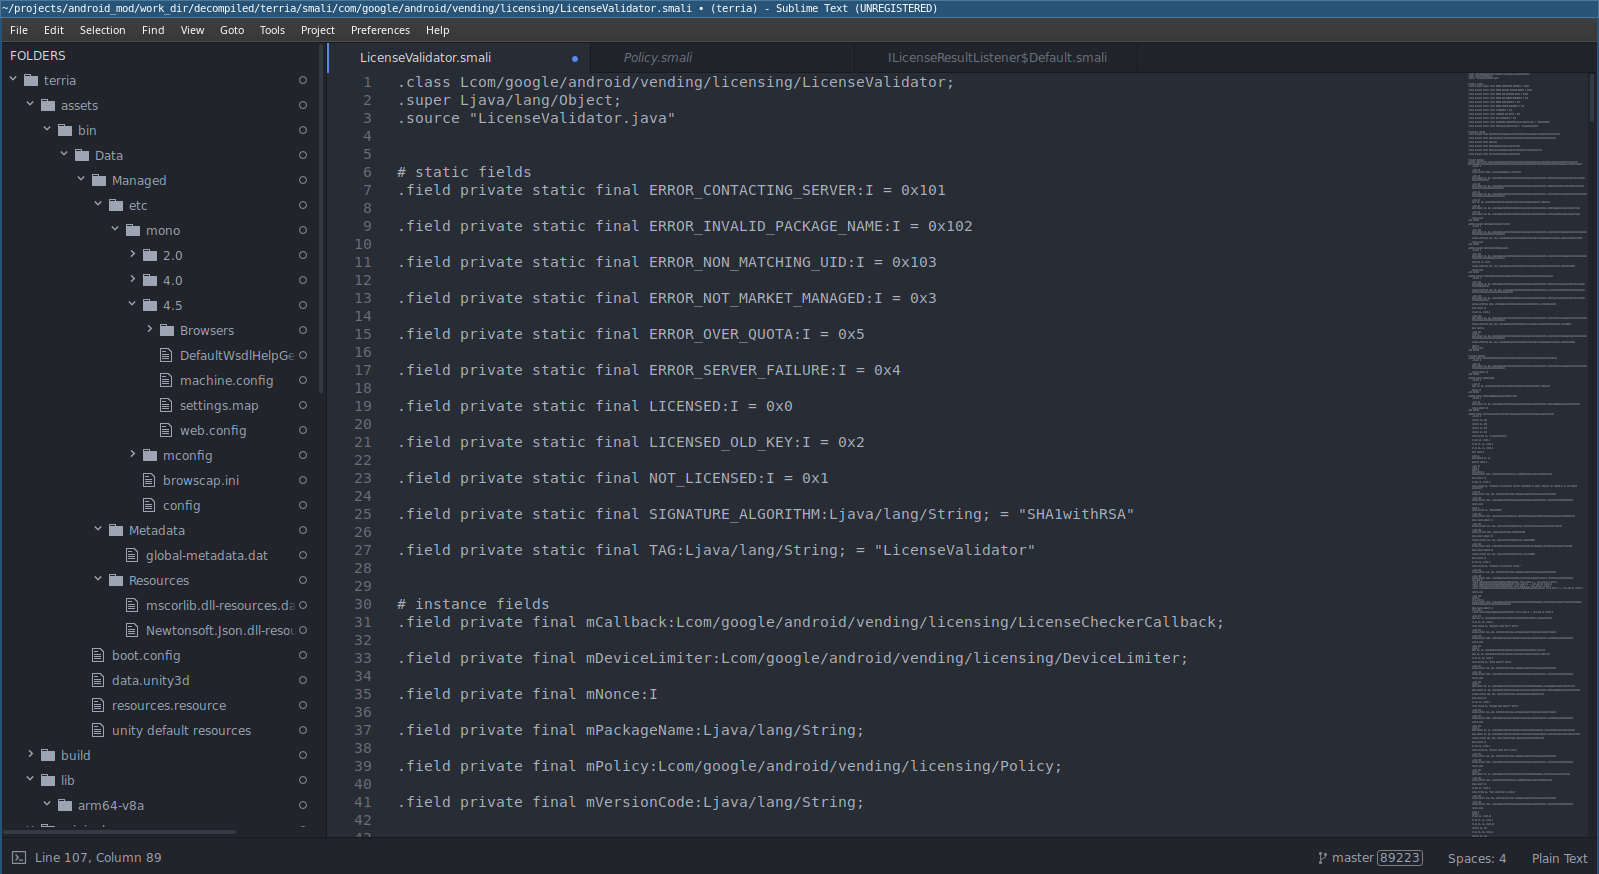 ~/projects/android_mod/work_dir/decompiled/terria/smali/com/google/android/vending/licensing/LicenseValidator.smali • (terria) - Sublime Text (UNREGISTERED)
File Edit Selection Find View Goto Tools Project Preferences Help
FOLDERS
terria
assets
bin
Data
Managed
etc
mono
2.0
4.0
4.5
Browsers
DefaultWsdlHelpGe
machine.config
settings.map
web.config
mconfig
browscap.ini
config
Metadata
global-metadata.dat
Resources
mscorlib.dll-resources.da
Newtonsoft.Json.dll-resou
boot.config
data.unity3d
resources.resource
unity default resources
build
lib
arm64-v8a
LicenseValidator.smali Policy.smali ILicenseResultListener$Default.smali
1 .class Lcom/google/android/vending/licensing/LicenseValidator;
2 .super Ljava/lang/Object;
3 .source "LicenseValidator.java"
4
5
6 # static fields
7 .field private static final ERROR_CONTACTING_SERVER:I = 0x101
8
9 .field private static final ERROR_INVALID_PACKAGE_NAME:I = 0x102
10
11 .field private static final ERROR_NON_MATCHING_UID:I = 0x103
12
13 .field private static final ERROR_NOT_MARKET_MANAGED:I = 0x3
14
15 .field private static final ERROR_OVER_QUOTA:I = 0x5
16
17 .field private static final ERROR_SERVER_FAILURE:I = 0x4
18
19 .field private static final LICENSED:I = 0x0
20
21 .field private static final LICENSED_OLD_KEY:I = 0x2
22
23 .field private static final NOT_LICENSED:I = 0x1
24
25 .field private static final SIGNATURE_ALGORITHM:Ljava/lang/String; = "SHA1withRSA"
26
27 .field private static final TAG:Ljava/lang/String; = "LicenseValidator"
28
29
30 # instance fields
31 .field private final mCallback:Lcom/google/android/vending/licensing/LicenseCheckerCallback;
32
33 .field private final mDeviceLimiter:Lcom/google/android/vending/licensing/DeviceLimiter;
34
35 .field private final mNonce:I
36
37 .field private final mPackageName:Ljava/lang/String;
38
39 .field private final mPolicy:Lcom/google/android/vending/licensing/Policy;
40
41 .field private final mVersionCode:Ljava/lang/String;
42
Line 107, Column 89 master 89223 Spaces: 4 Plain Text